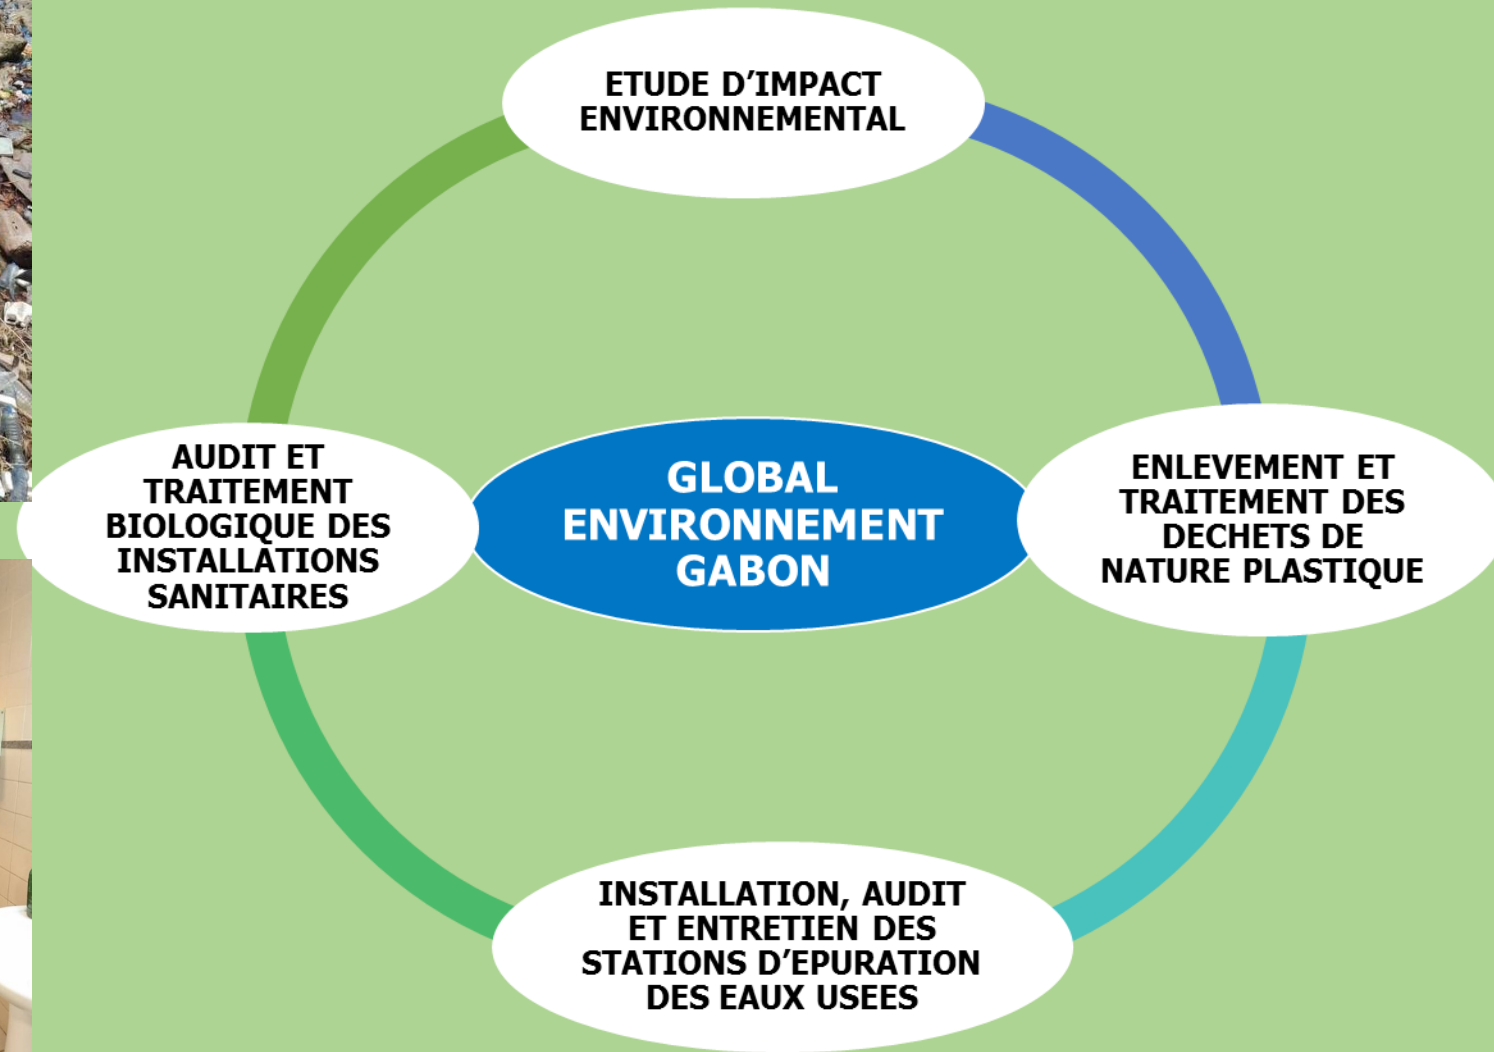 ETUDE D’IMPACT
ENVIRONNEMENTAL
AUDIT ET
TRAITEMENT
BIOLOGIQUE DES
INSTALLATIONS
SANITAIRES
GLOBAL
ENVIRONNEMENT
GABON
ENLEVEMENT ET
TRAITEMENT DES
DECHETS DE
NATURE PLASTIQUE
INSTALLATION, AUDIT
ET ENTRETIEN DES
STATIONS D’EPURATION
DES EAUX USEES